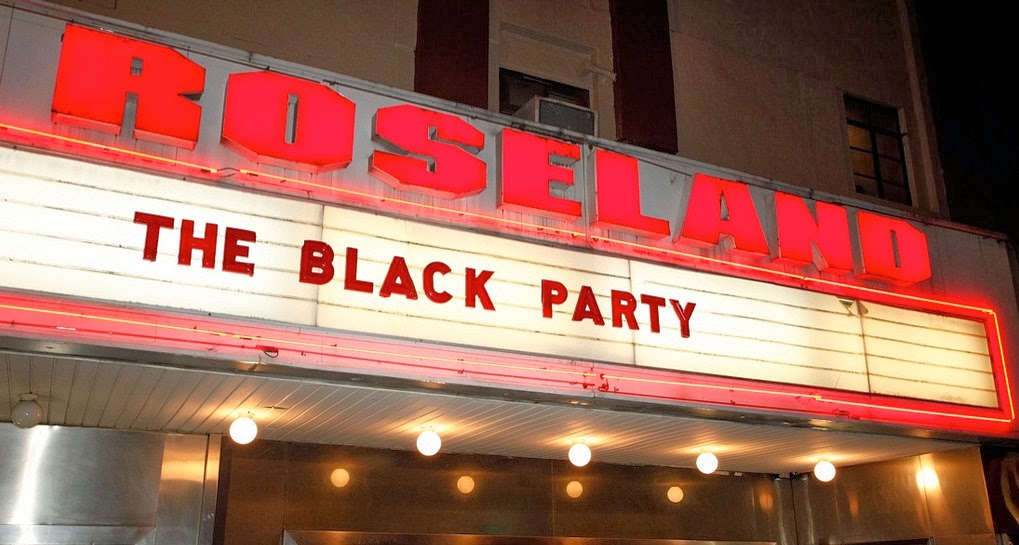 ROSELAND
THE BLACK PARTY